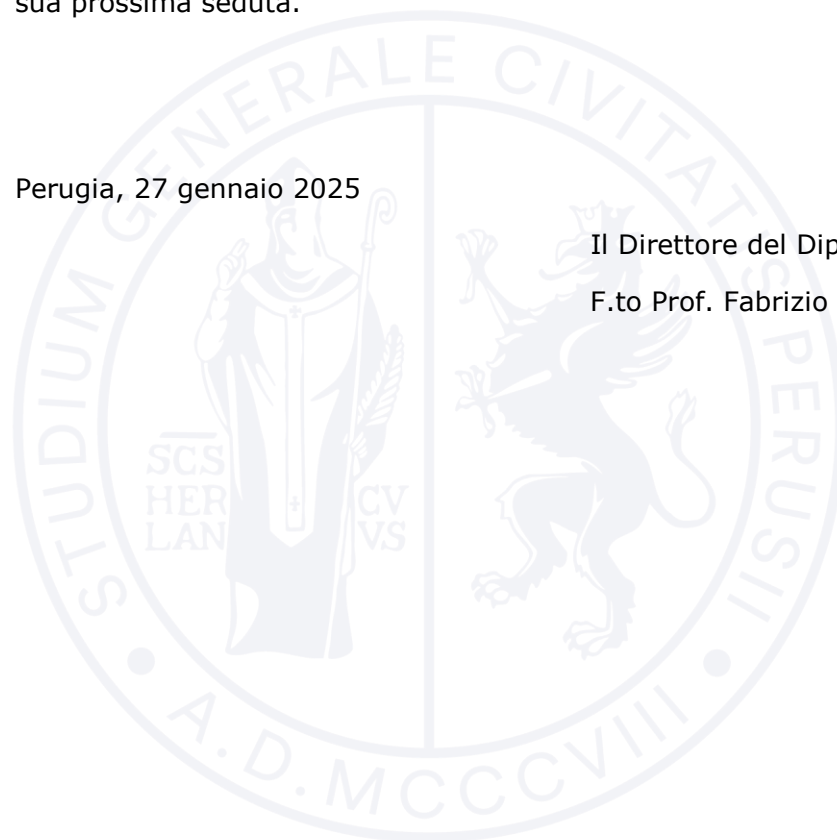 sua prossima seduta.
Perugia, 27 gennaio 2025
Il Direttore del Dip
F.to Prof. Fabrizio
STUDIUM GENERALE CIVITATIS PERUSII
SCS
HER CV
LAN VS
• A.D. MCCCVIII •